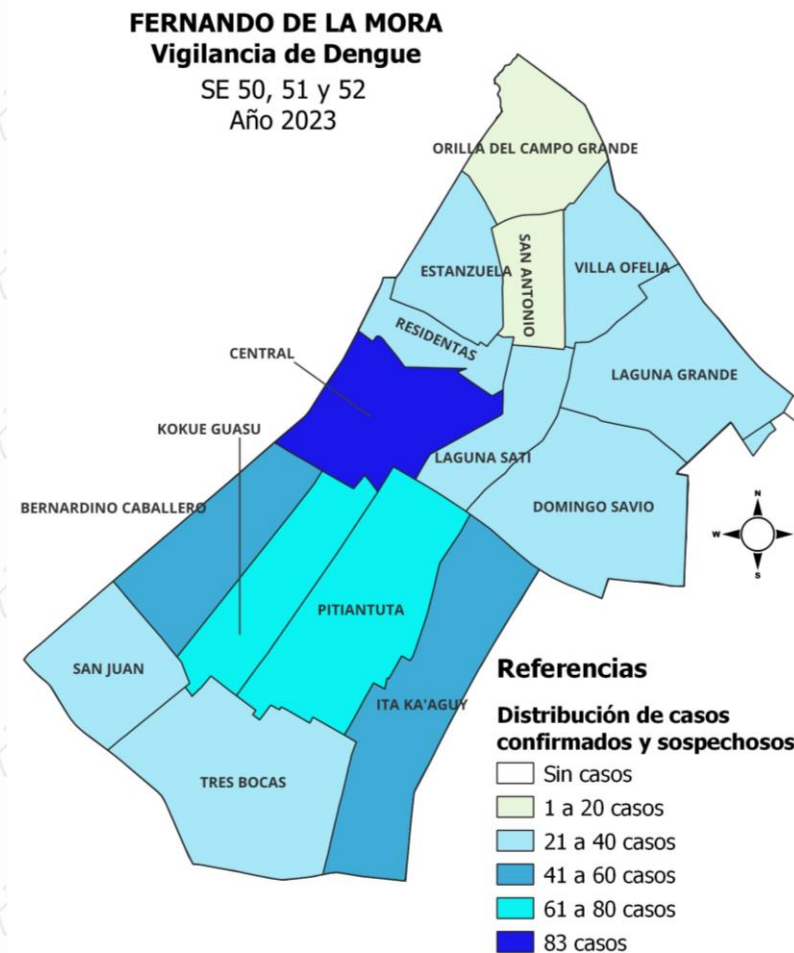 FERNANDO DE LA MORA
Vigilancia de Dengue
SE 50, 51 y 52
Año 2023
ORILLA DEL CAMPO GRANDE
SAN ANTONIO
ESTANZUELA
VILLA OFELIA
RESIDENTAS
CENTRAL
LAGUNA GRANDE
KOKUE GUASU
LAGUNA SATI
BERNARDINO CABALLERO
DOMINGO SAVIO
N
W
S
PITIANTUTA
SAN JUAN
ITA KA'AGUY
TRES BOCAS
Referencias
Distribución de casos
confirmados y sospechosos
Sin casos
1 a 20 casos
21 a 40 casos
41 a 60 casos
61 a 80 casos
83 casos